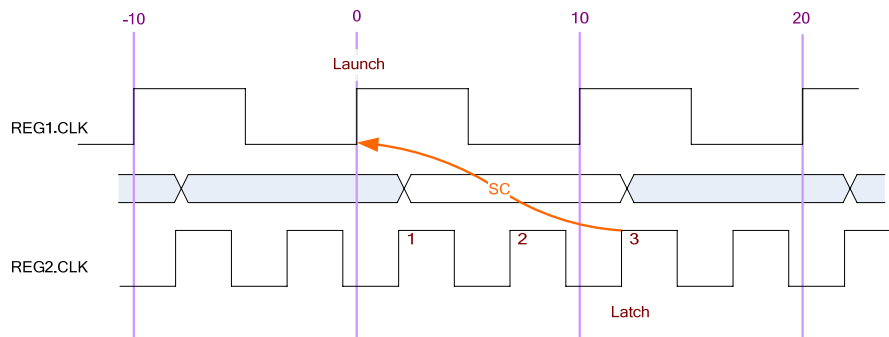 -10 0 10 20
Launch
REG1.CLK
SC
1 2 3
REG2.CLK
Latch